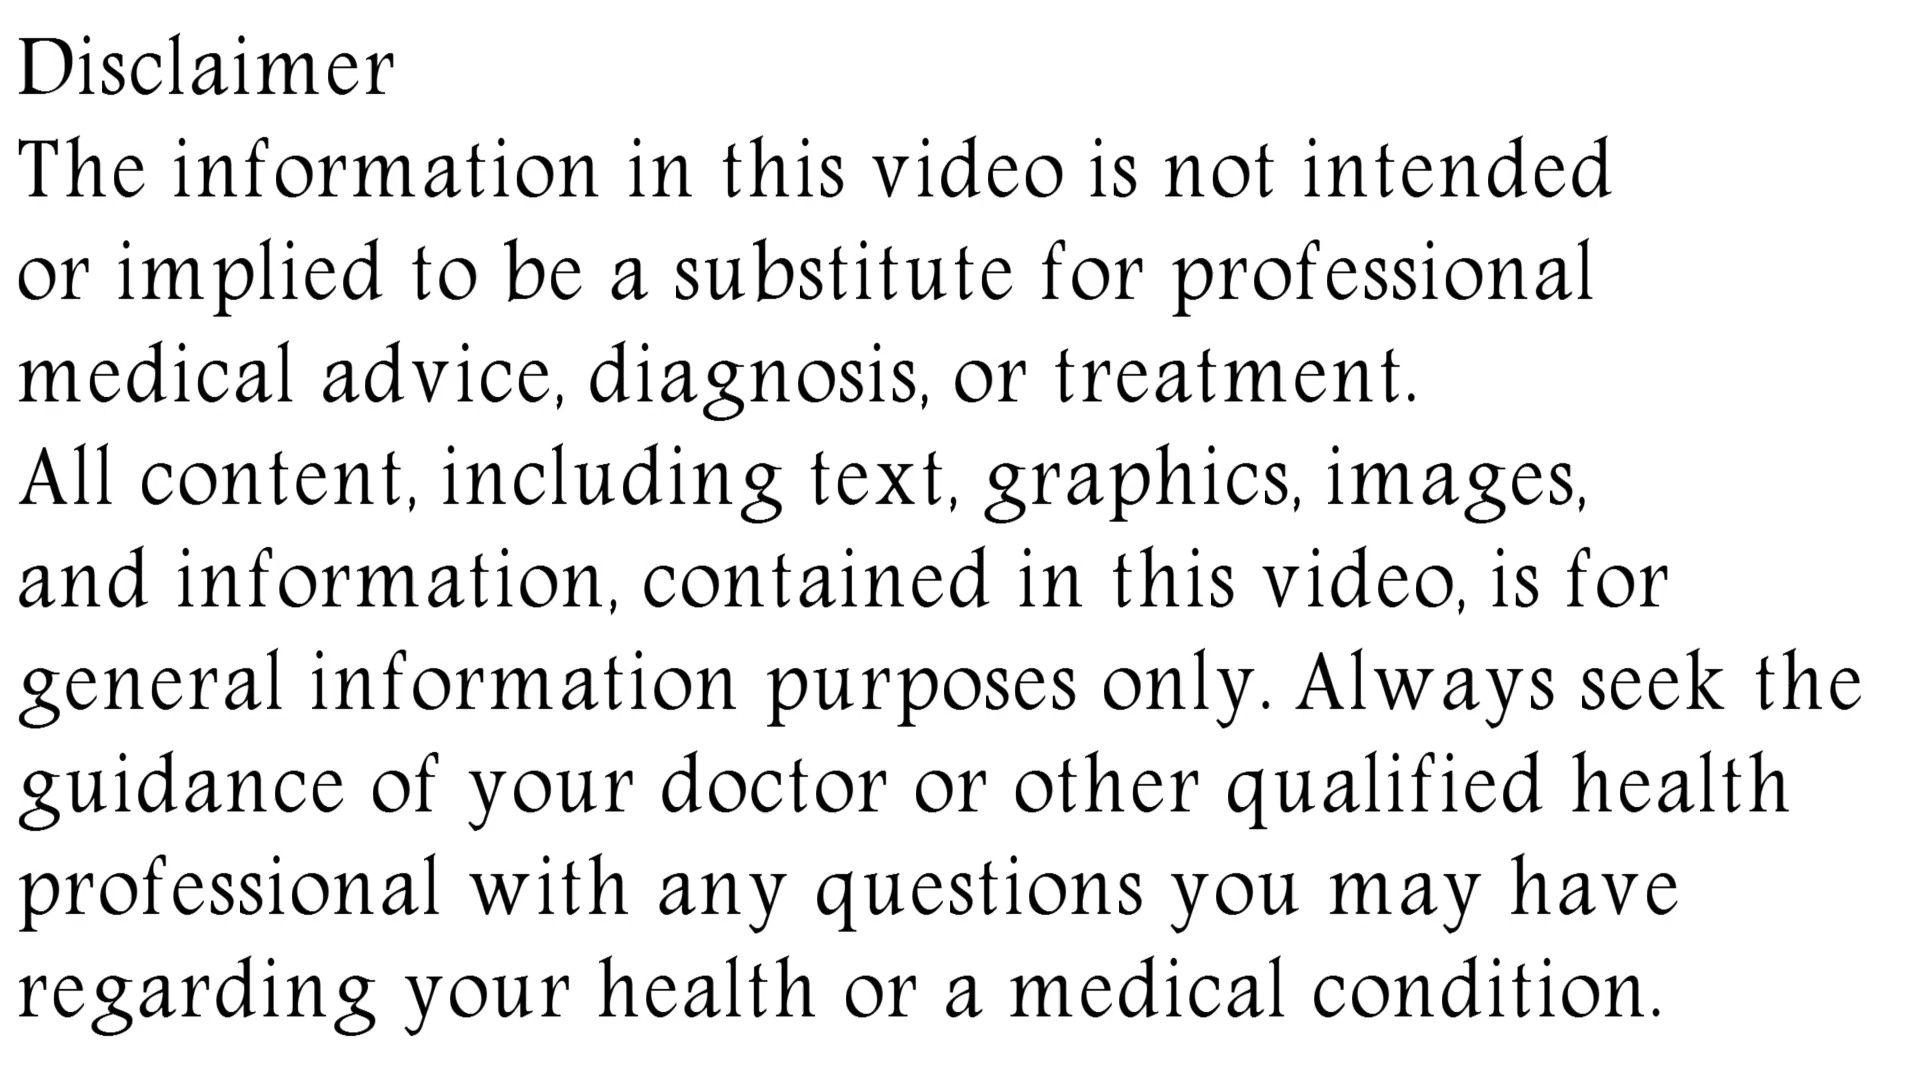 Disclaimer
The information in this video is not intended
or implied to be a substitute for professional
medical advice, diagnosis, or treatment.
All content, including text, graphics, images,
and information, contained in this video, is for
general information purposes only. Always seek the
guidance of your doctor or other qualified health
professional with any questions you may have
regarding your health or a medical condition.